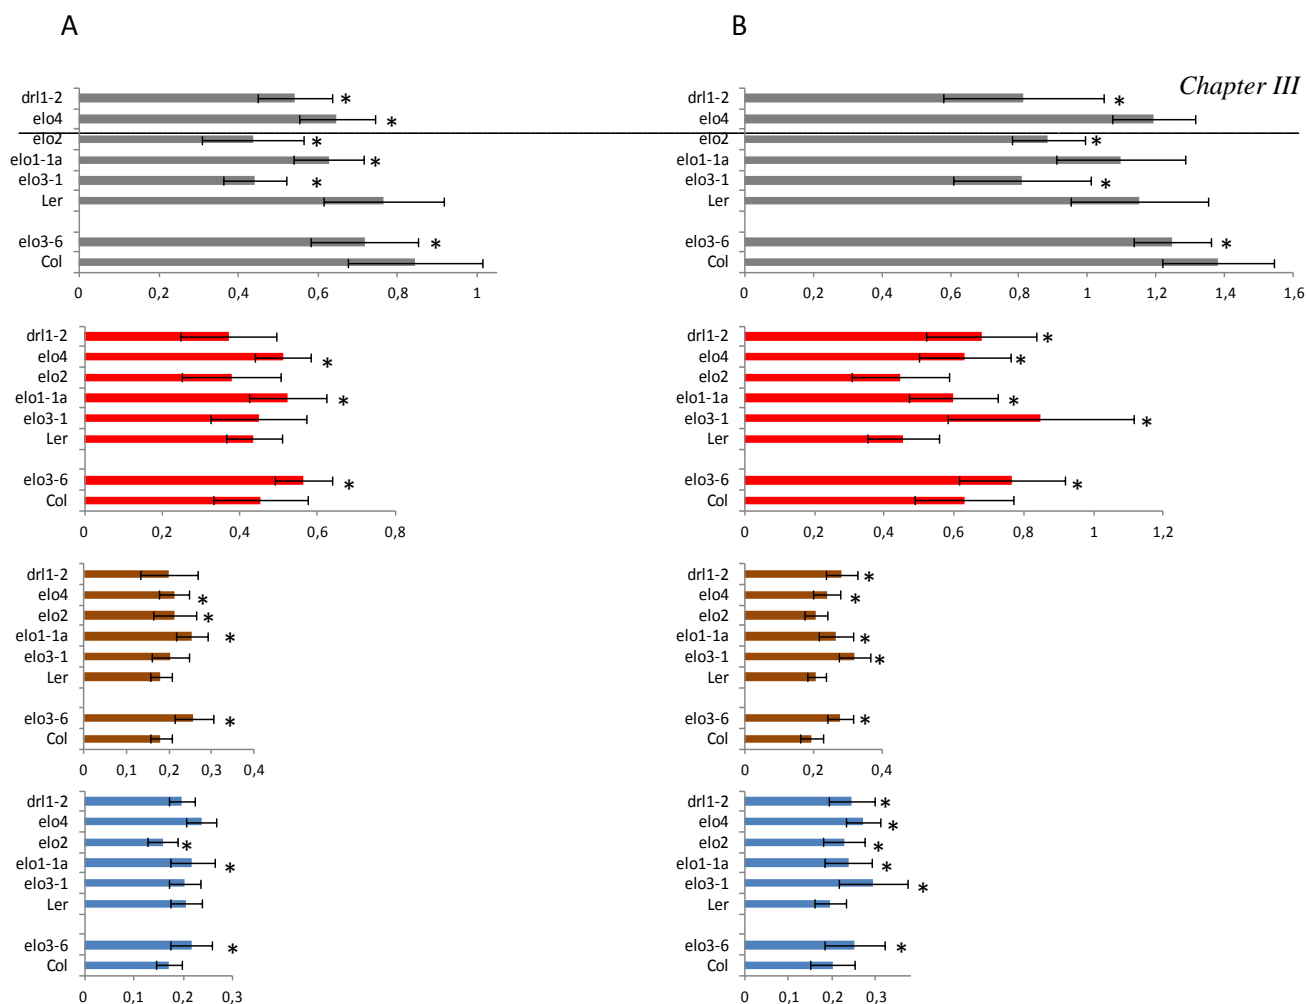 A
B
Chapter III
drl1-2 *
elo4 *
elo2 *
elo1-1a *
elo3-1 *
Ler
elo3-6 *
Col
0 0,2 0,4 0,6 0,8 1
drl1-2 *
elo4
elo2 *
elo1-1a
elo3-1 *
Ler
elo3-6 *
Col
0 0,2 0,4 0,6 0,8 1 1,2 1,4 1,6
drl1-2
elo4 *
elo2
elo1-1a *
elo3-1
Ler
elo3-6 *
Col
0 0,2 0,4 0,6 0,8
drl1-2 *
elo4 *
elo2
elo1-1a *
elo3-1 *
Ler
elo3-6 *
Col
0 0,2 0,4 0,6 0,8 1 1,2
drl1-2
elo4 *
elo2 *
elo1-1a *
elo3-1
Ler
elo3-6 *
Col
0 0,1 0,2 0,3 0,4
drl1-2 *
elo4 *
elo2
elo1-1a *
elo3-1 *
Ler
elo3-6 *
Col
0 0,2 0,4
drl1-2
elo4
elo2 *
elo1-1a *
elo3-1
Ler
elo3-6 *
Col
0 0,1 0,2 0,3
drl1-2 *
elo4 *
elo2 *
elo1-1a *
elo3-1 *
Ler
elo3-6 *
Col
0 0,1 0,2 0,3